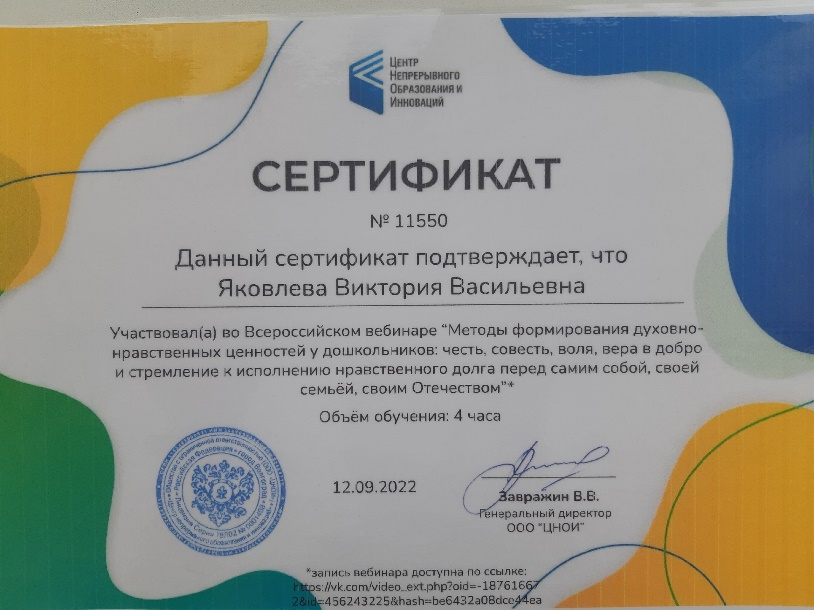 ЦЕНТР
НЕПРЕРЫВНОГО
ОБРАЗОВАНИЯ И
ИННОВАЦИЙ
СЕРТИФИКАТ
№ 11550
Данный сертификат подтверждает, что
Яковлева Виктория Васильевна
Участвовал(а) во Всероссийском вебинаре “Методы формирования духовно-
нравственных ценностей у дошкольников: честь, совесть, воля, вера в добро
и стремление к исполнению нравственного долга перед самим собой, своей
семьёй, своим Отечеством”*
Объём обучения: 4 часа
12.09.2022
Завражин В.В.
Генеральный директор
ООО "ЦНОИ"
*запись вебинара доступна по ссылке:
https://vk.com/video_ext.php?oid=-18761667
2&id=456243225&hash=be6432a08dce44ea